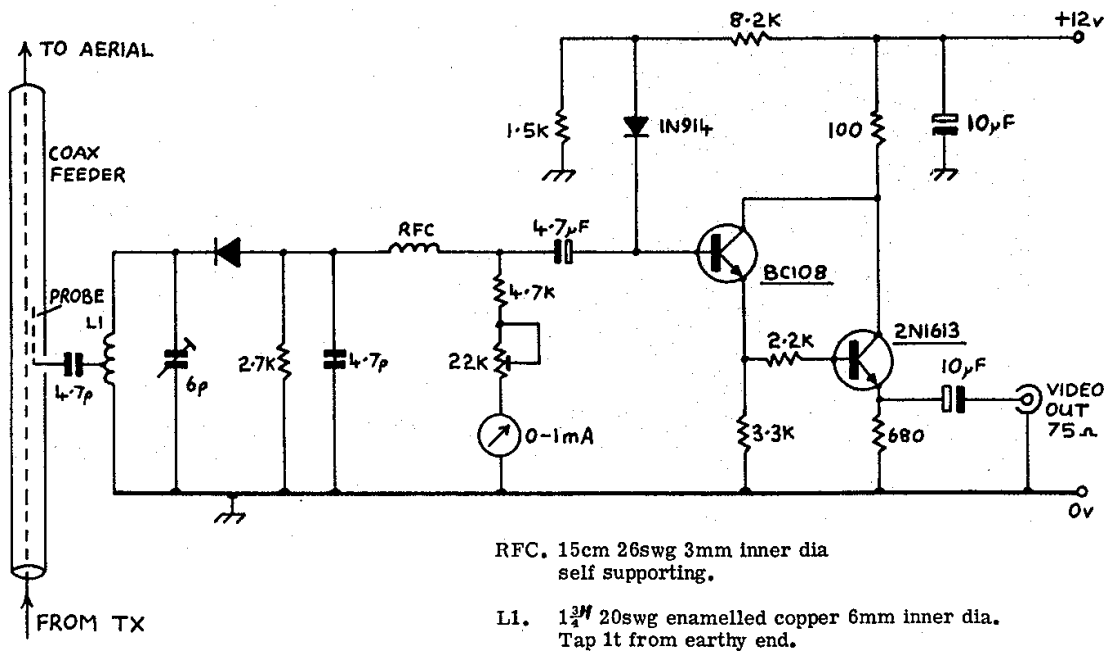 8·2K
+12v
TO AERIAL
1·5K
1N914
100
10µF
COAX
FEEDER
RFC
4·7µF
BC108
PROBE
L1
4·7K
2·2K
2N1613
4·7p
6p
2·7K
4·7p
22K
10µF
VIDEO
OUT
75Ω
0-1mA
3·3K
680
0v
RFC. 15cm 26swg 3mm inner dia
self supporting.
FROM TX
L1. 1¾" 20swg enamelled copper 6mm inner dia.
Tap 1t from earthy end.